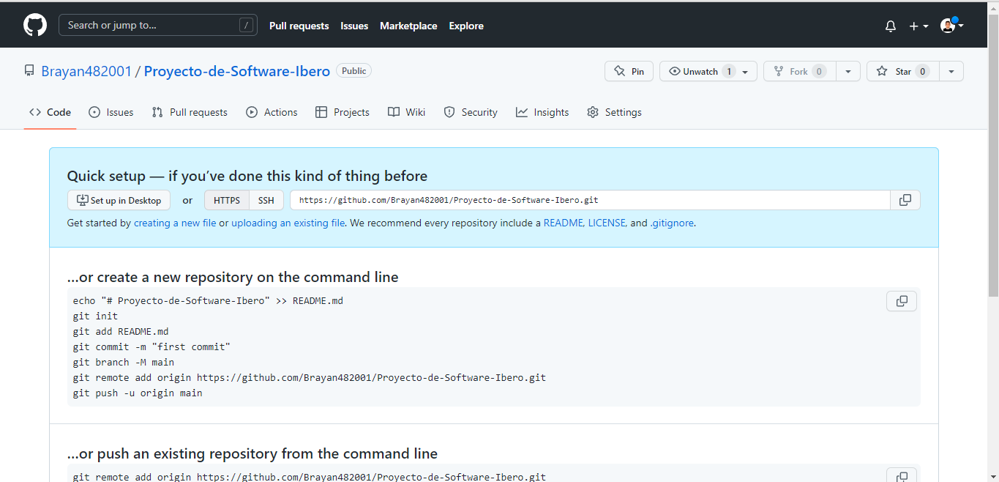 Search or jump to... / Pull requests Issues Marketplace Explore
Brayan482001 / Proyecto-de-Software-Ibero Public Pin Unwatch 1 Fork 0 Star 0
Code Issues Pull requests Actions Projects Wiki Security Insights Settings
Quick setup — if you’ve done this kind of thing before
Set up in Desktop or HTTPS SSH https://github.com/Brayan482001/Proyecto-de-Software-Ibero.git
Get started by creating a new file or uploading an existing file. We recommend every repository include a README, LICENSE, and .gitignore.
…or create a new repository on the command line
echo "# Proyecto-de-Software-Ibero" >> README.md
git init
git add README.md
git commit -m "first commit"
git branch -M main
git remote add origin https://github.com/Brayan482001/Proyecto-de-Software-Ibero.git
git push -u origin main
…or push an existing repository from the command line
git remote add origin https://github.com/Brayan482001/Proyecto-de-Software-Ibero.git